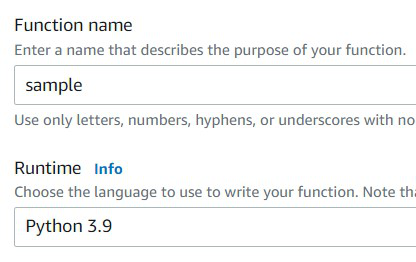 Function name
Enter a name that describes the purpose of your function.
sample
Use only letters, numbers, hyphens, or underscores with no
Runtime Info
Choose the language to use to write your function. Note tha
Python 3.9